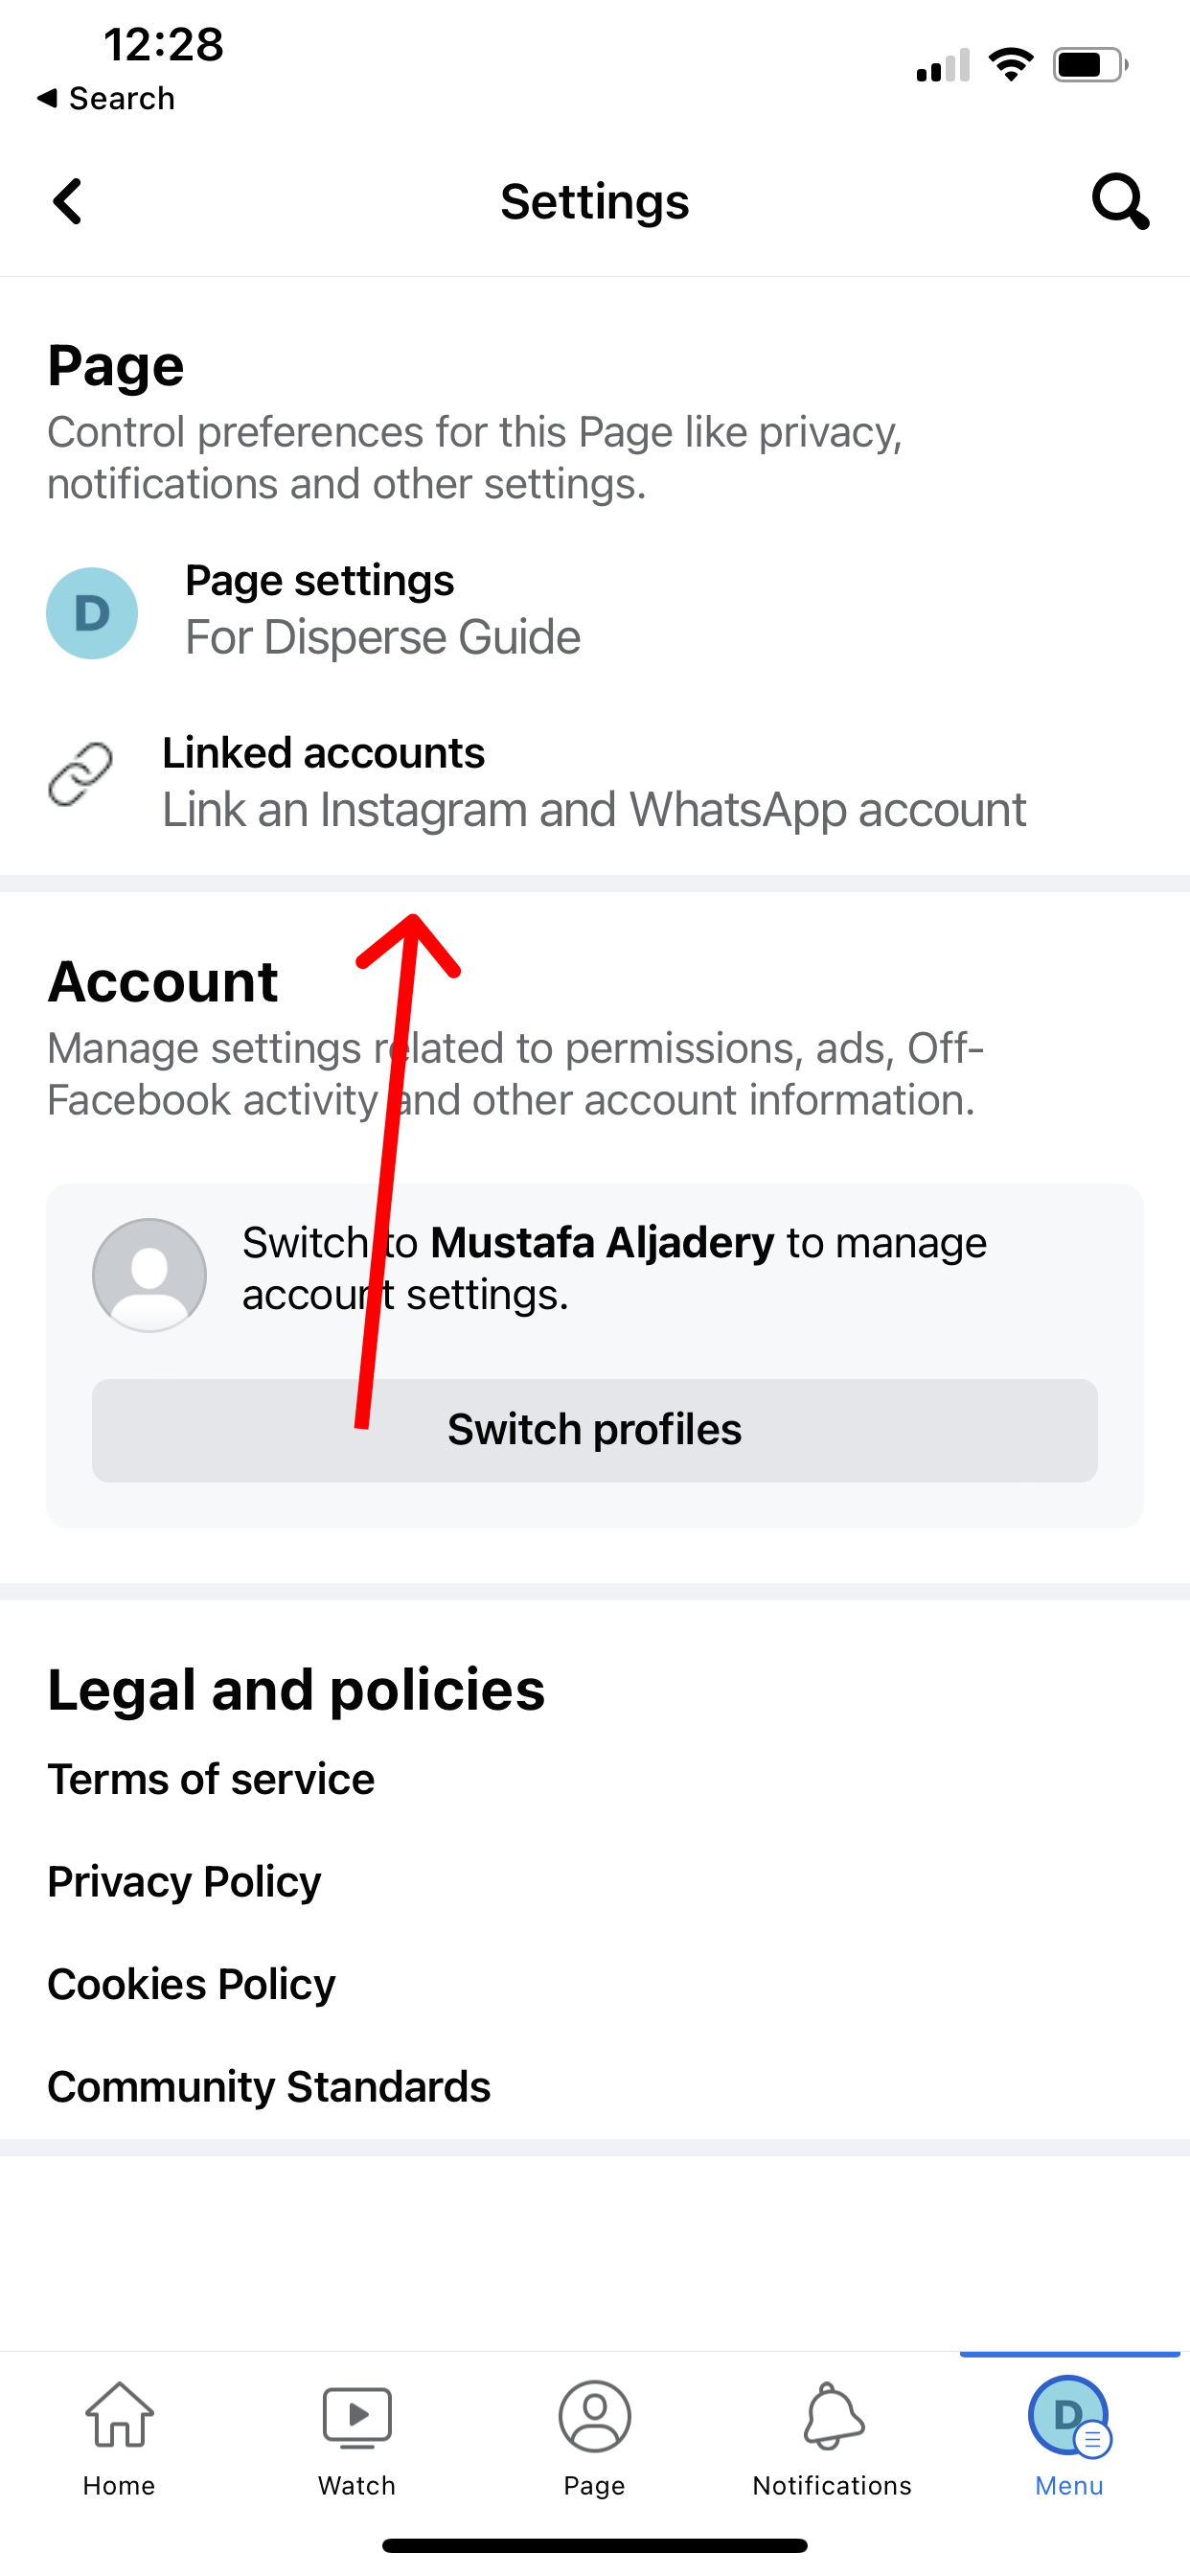 12:28
Search
Settings
Page
Control preferences for this Page like privacy,
notifications and other settings.
D
Page settings
For Disperse Guide
Linked accounts
Link an Instagram and WhatsApp account
Account
Manage settings related to permissions, ads, Off-
Facebook activity and other account information.
Switch to Mustafa Aljadery to manage
account settings.
Switch profiles
Legal and policies
Terms of service
Privacy Policy
Cookies Policy
Community Standards
D
Home
Watch
Page
Notifications
Menu